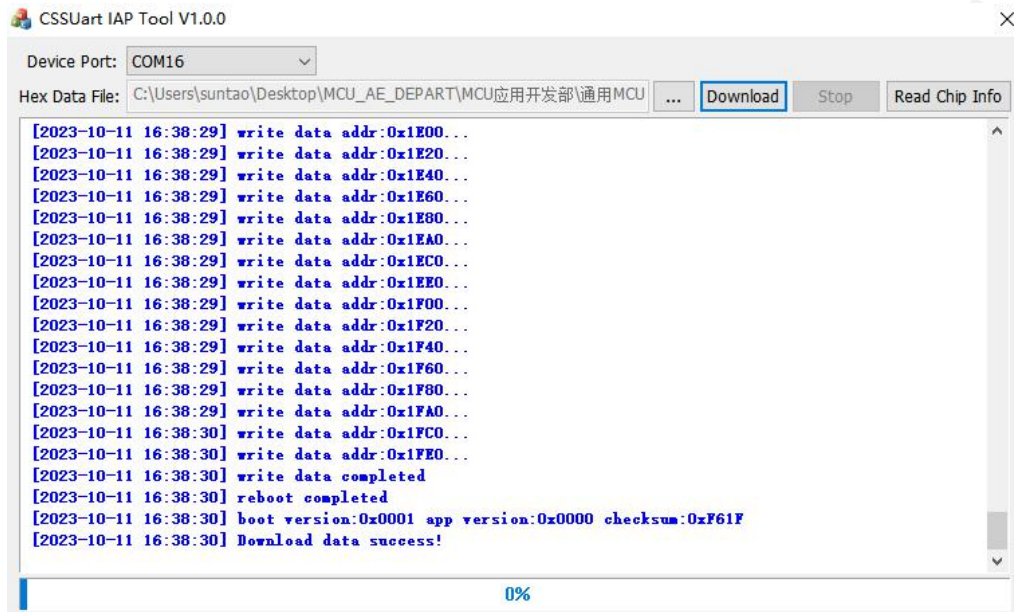 CSSUart IAP Tool V1.0.0
Device Port: COM16
Hex Data File: C:\Users\suntao\Desktop\MCU_AE_DEPART\MCU应用开发部\通用MCU ... Download Stop Read Chip Info
[2023-10-11 16:38:29] write data addr:0x1E00...
[2023-10-11 16:38:29] write data addr:0x1E20...
[2023-10-11 16:38:29] write data addr:0x1E40...
[2023-10-11 16:38:29] write data addr:0x1E60...
[2023-10-11 16:38:29] write data addr:0x1E80...
[2023-10-11 16:38:29] write data addr:0x1EA0...
[2023-10-11 16:38:29] write data addr:0x1EC0...
[2023-10-11 16:38:29] write data addr:0x1EE0...
[2023-10-11 16:38:29] write data addr:0x1F00...
[2023-10-11 16:38:29] write data addr:0x1F20...
[2023-10-11 16:38:29] write data addr:0x1F40...
[2023-10-11 16:38:29] write data addr:0x1F60...
[2023-10-11 16:38:29] write data addr:0x1F80...
[2023-10-11 16:38:29] write data addr:0x1FA0...
[2023-10-11 16:38:30] write data addr:0x1FC0...
[2023-10-11 16:38:30] write data addr:0x1FE0...
[2023-10-11 16:38:30] write data completed
[2023-10-11 16:38:30] reboot completed
[2023-10-11 16:38:30] boot version:0x0001 app version:0x0000 checksum:0xF61F
[2023-10-11 16:38:30] Download data success!
0%